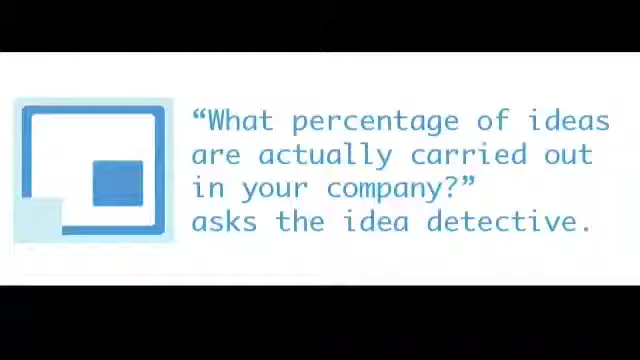 “What percentage of ideas
are actually carried out
in your company?”
asks the idea detective.